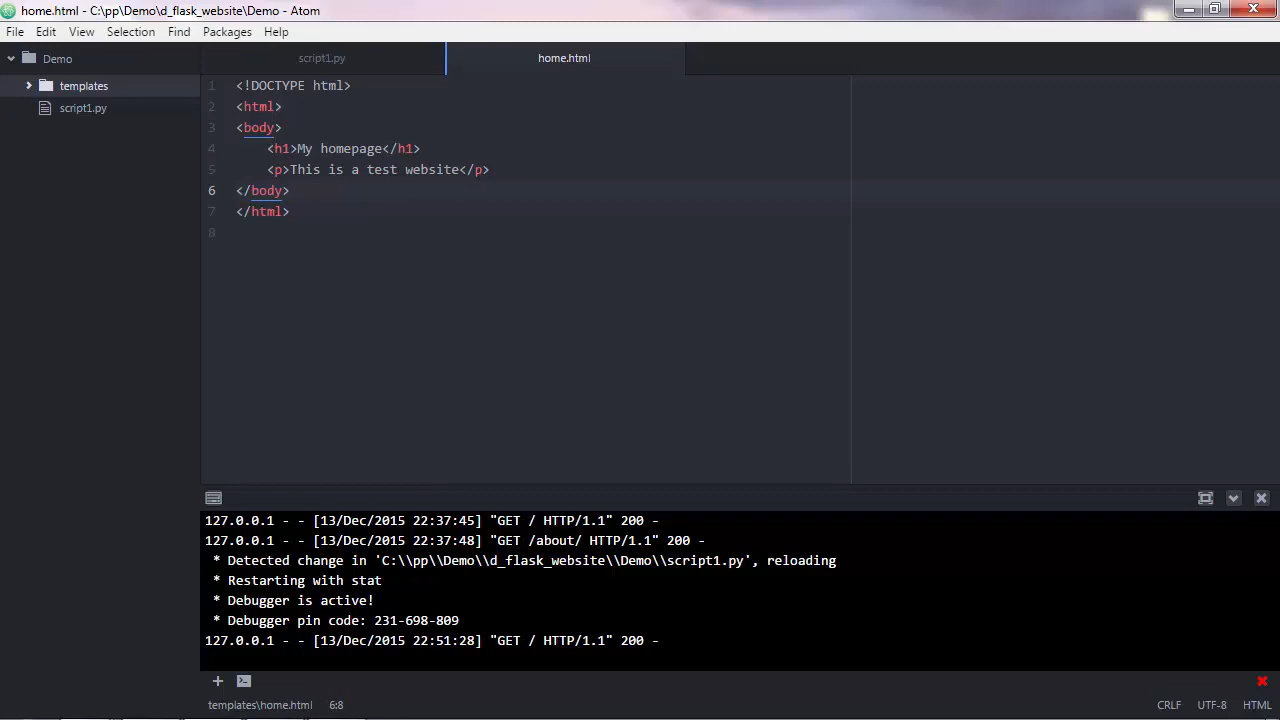 home.html - C:\pp\Demo\d_flask_website\Demo - Atom
File Edit View Selection Find Packages Help
Demo
templates
script1.py
script1.py home.html
1 <!DOCTYPE html>
2 <html>
3 <body>
4 <h1>My homepage</h1>
5 <p>This is a test website</p>
6 </body>
7 </html>
8
127.0.0.1 - - [13/Dec/2015 22:37:45] "GET / HTTP/1.1" 200 -
127.0.0.1 - - [13/Dec/2015 22:37:48] "GET /about/ HTTP/1.1" 200 -
* Detected change in 'C:\\pp\\Demo\\d_flask_website\\Demo\\script1.py', reloading
* Restarting with stat
* Debugger is active!
* Debugger pin code: 231-698-809
127.0.0.1 - - [13/Dec/2015 22:51:28] "GET / HTTP/1.1" 200 -
templates\home.html 6:8 CRLF UTF-8 HTML